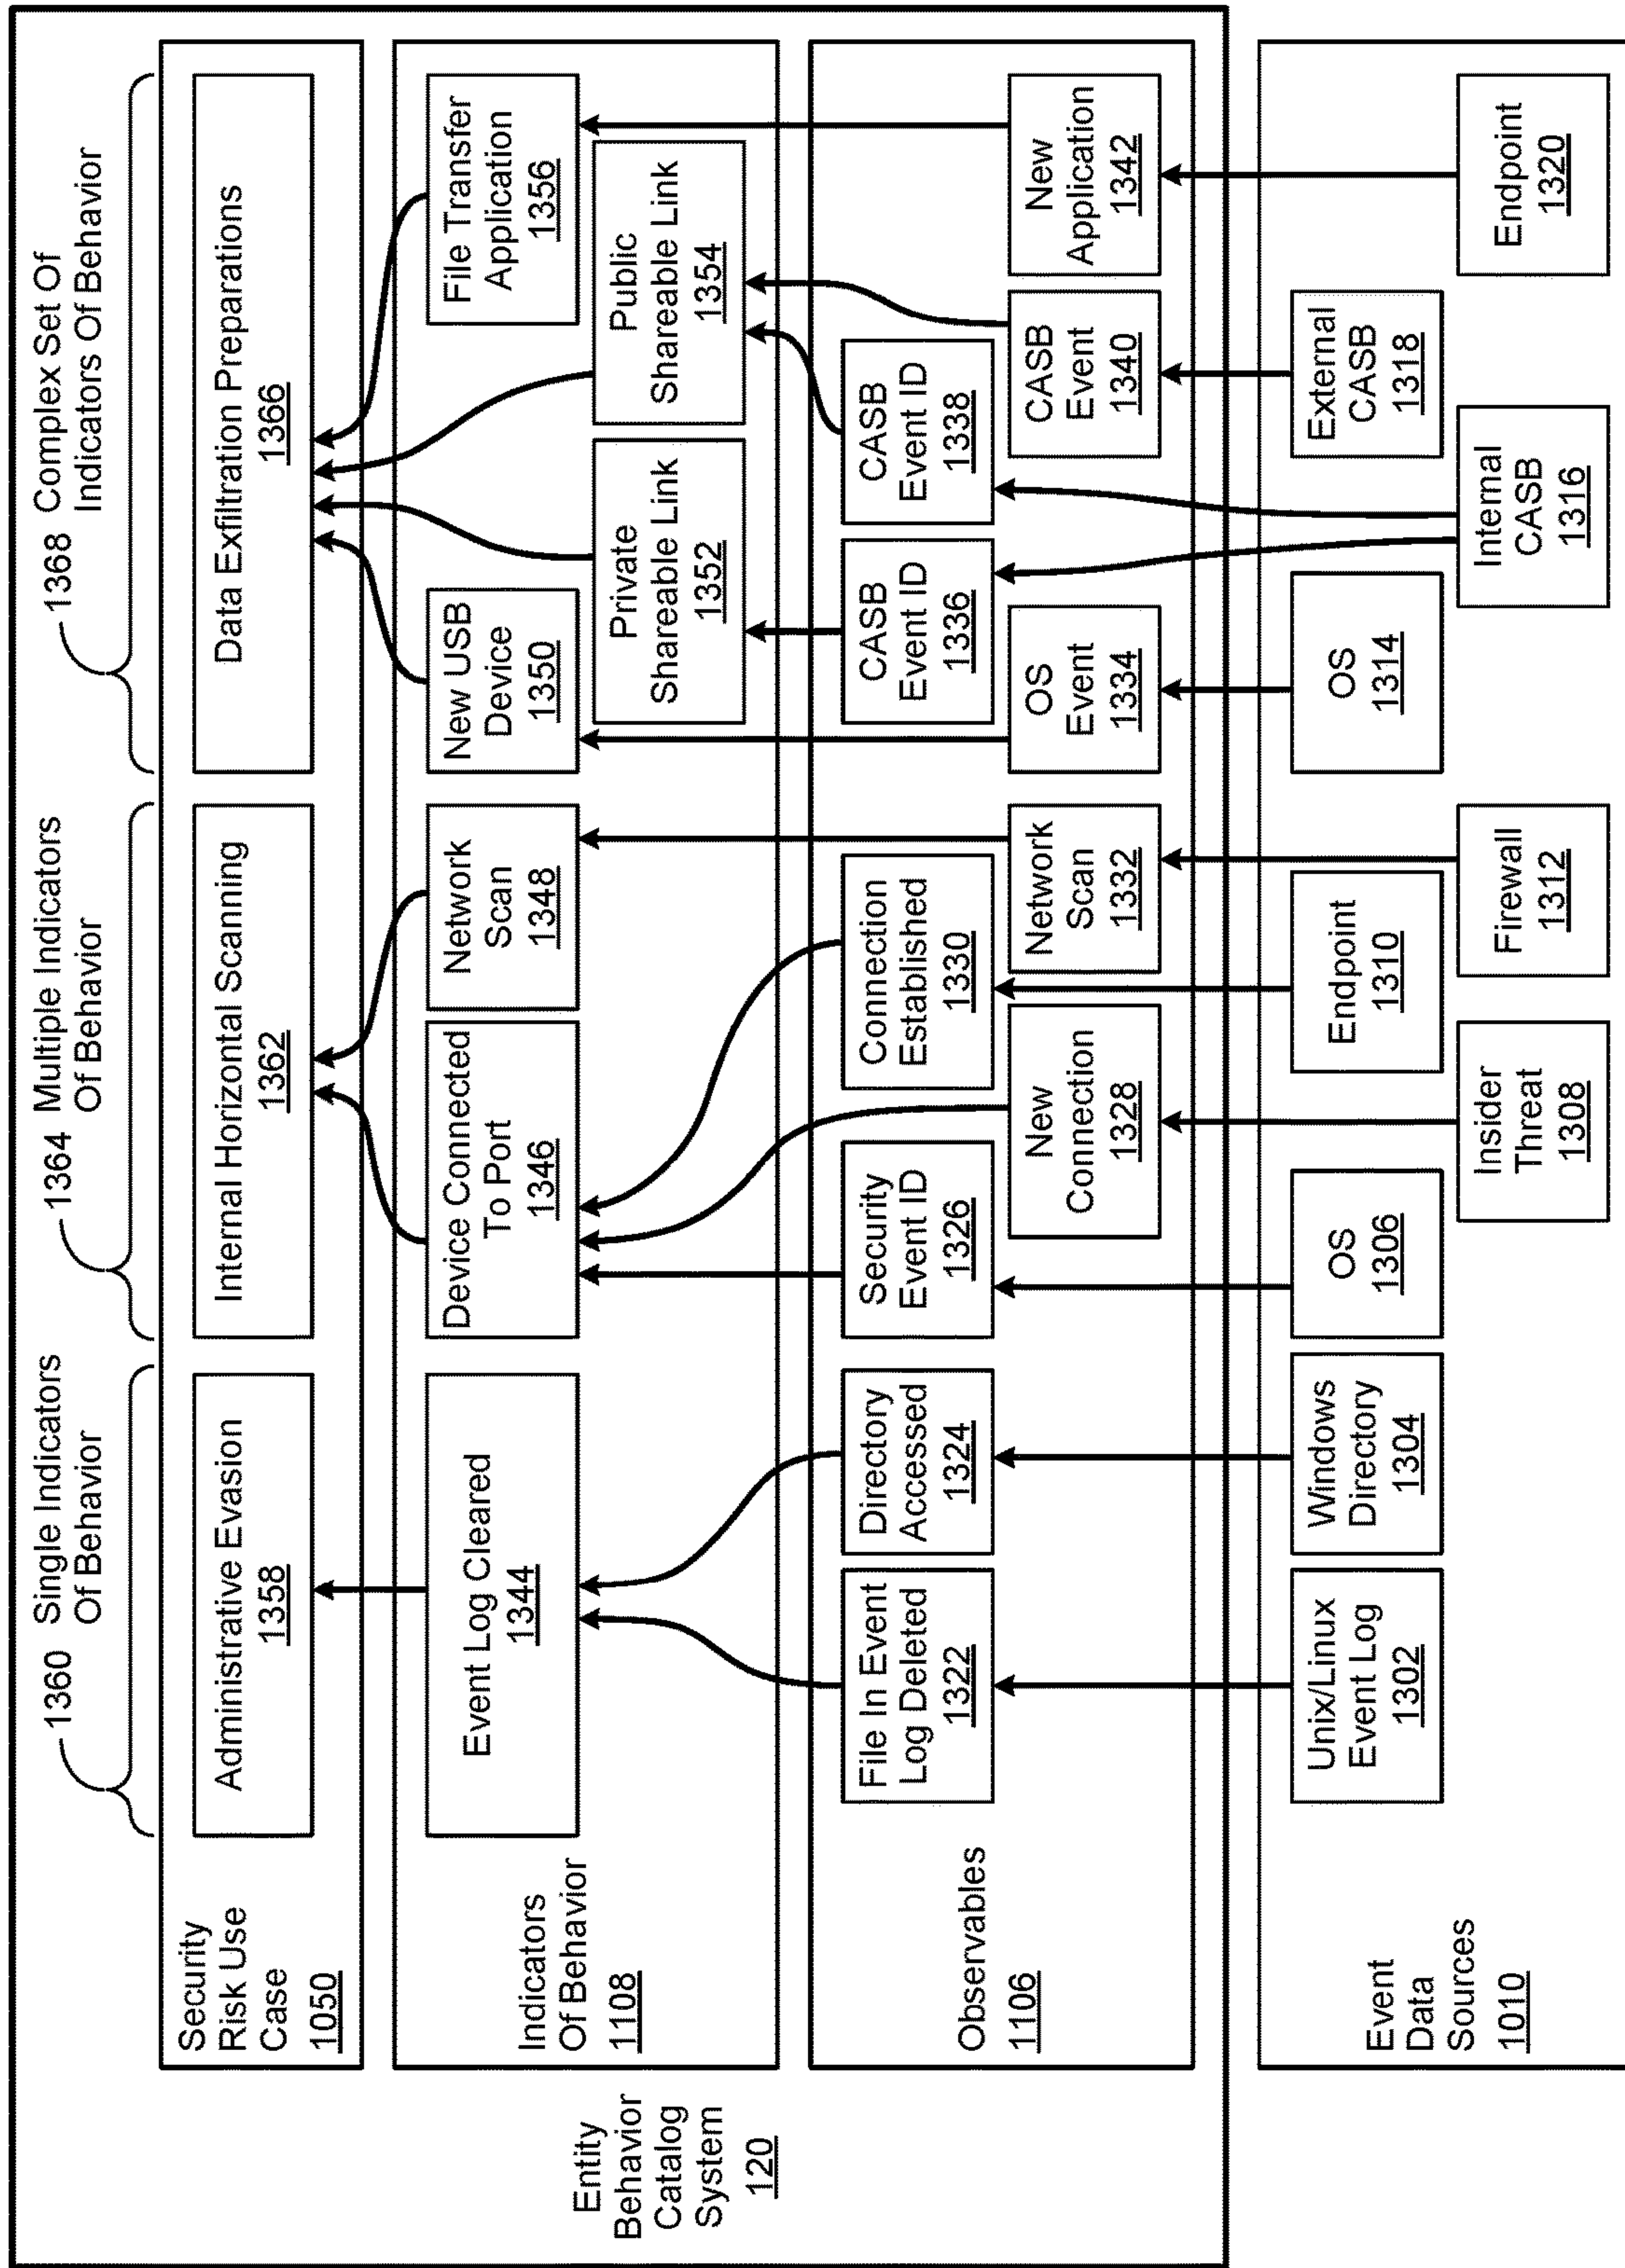 1360 Single Indicators
Of Behavior
1364 Multiple Indicators
Of Behavior
1368 Complex Set Of
Indicators Of Behavior
Entity
Behavior
Catalog
System
120
Security
Risk Use
Case
1050
Administrative Evasion
1358
Internal Horizontal Scanning
1362
Data Exfiltration Preparations
1366
Indicators
Of Behavior
1108
Event Log Cleared
1344
Device Connected
To Port
1346
Network
Scan
1348
New USB
Device
1350
Private
Shareable Link
1352
Public
Shareable Link
1354
File Transfer
Application
1356
Observables
1106
File In Event
Log Deleted
1322
Directory
Accessed
1324
Security
Event ID
1326
New
Connection
1328
Connection
Established
1330
Network
Scan
1332
OS
Event
1334
CASB
Event ID
1336
CASB
Event ID
1338
CASB
Event
1340
New
Application
1342
Event
Data
Sources
1010
Unix/Linux
Event Log
1302
Windows
Directory
1304
OS
1306
Insider
Threat
1308
Endpoint
1310
Firewall
1312
OS
1314
Internal
CASB
1316
External
CASB
1318
Endpoint
1320